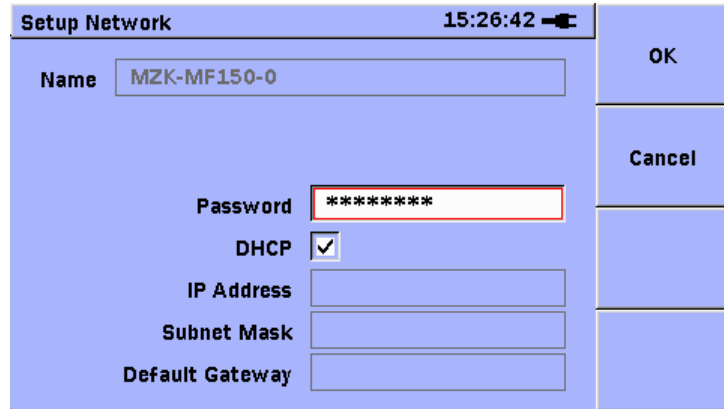 Setup Network 15:26:42
OK
Name MZK-MF150-0
Cancel
Password ********
DHCP
IP Address
Subnet Mask
Default Gateway